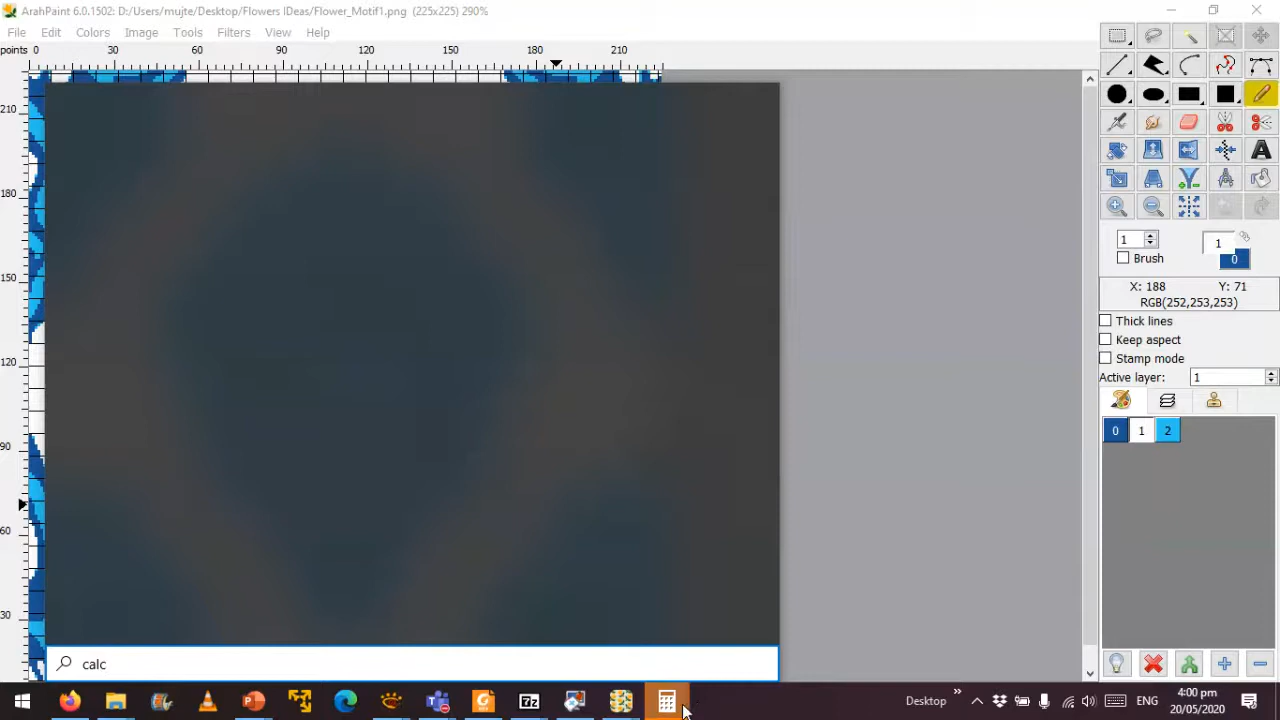 ArahPaint 6.0.1502: D:/Users/mujte/Desktop/Flowers IDeas/Flower_Motif1.png (225x225) 290%
File Edit Colors Image Tools Filters View Help
points 0 30 60 90 120 150 180 210
210
180
150
120
90
60
30
A
1
Brush
1
0
X: 188 Y: 71
RGB(252,253,253)
Thick lines
Keep aspect
Stamp mode
Active layer: 1
0 1 2
calc
7z
Desktop » ENG 4:00 pm
20/05/2020